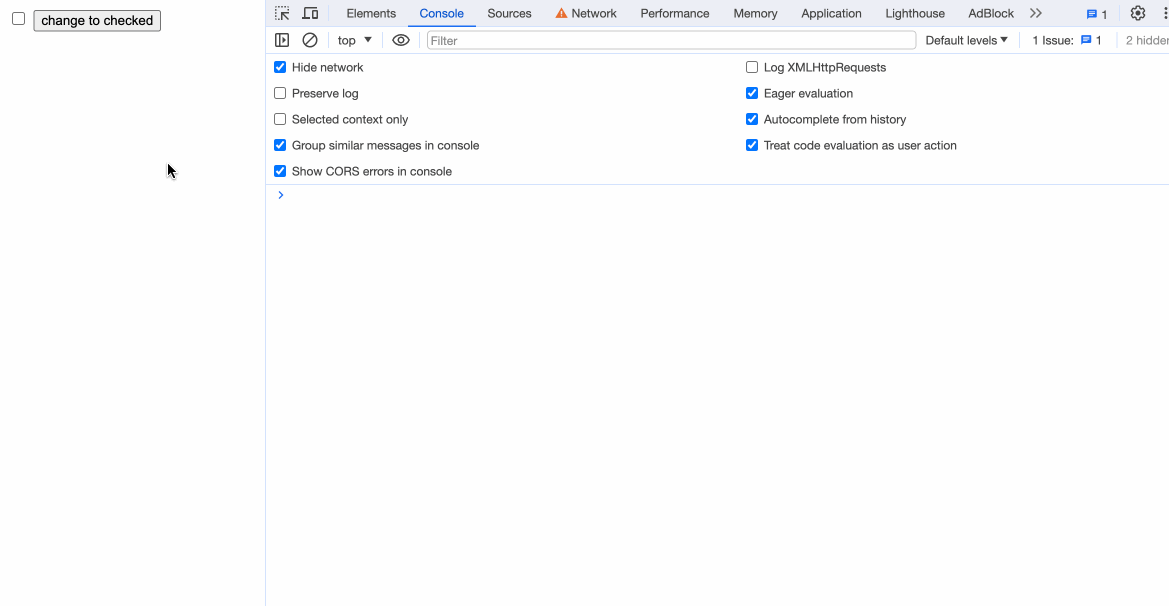 change to checked
Elements Console Sources Network Performance Memory Application Lighthouse AdBlock 1
top Filter Default levels 1 Issue: 1 2 hidden
Hide network
Log XMLHttpRequests
Preserve log
Eager evaluation
Selected context only
Autocomplete from history
Group similar messages in console
Treat code evaluation as user action
Show CORS errors in console